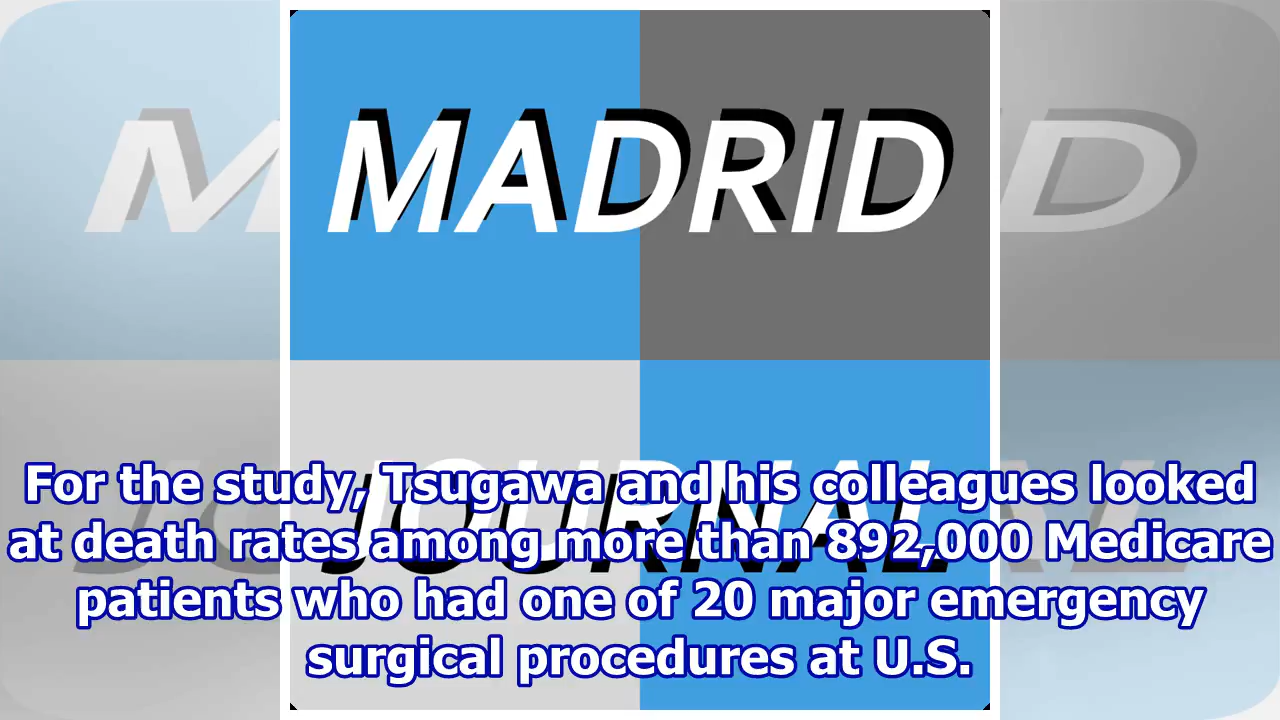 MADRID
JOURNAL
For the study, Tsugawa and his colleagues looked
at death rates among more than 892,000 Medicare
patients who had one of 20 major emergency
surgical procedures at U.S.